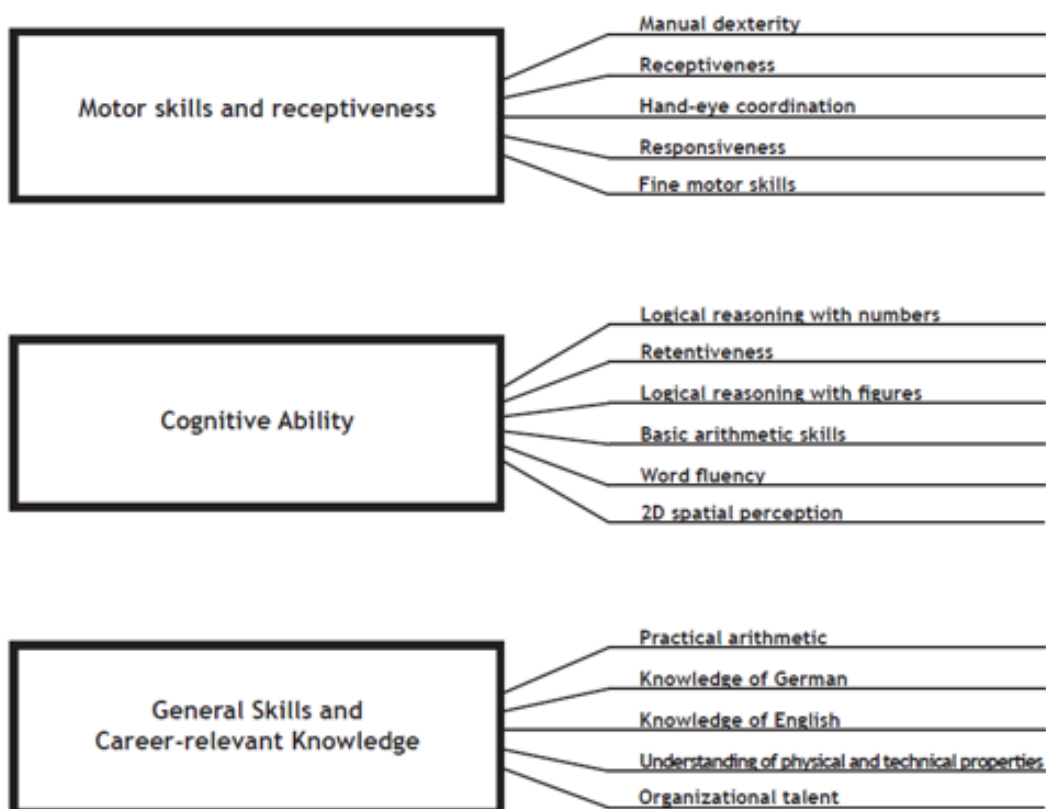 Motor skills and receptiveness
Manual dexterity
Receptiveness
Hand-eye coordination
Responsiveness
Fine motor skills
Cognitive Ability
Logical reasoning with numbers
Retentiveness
Logical reasoning with figures
Basic arithmetic skills
Word fluency
2D spatial perception
General Skills and
Career-relevant Knowledge
Practical arithmetic
Knowledge of German
Knowledge of English
Understanding of physical and technical properties
Organizational talent